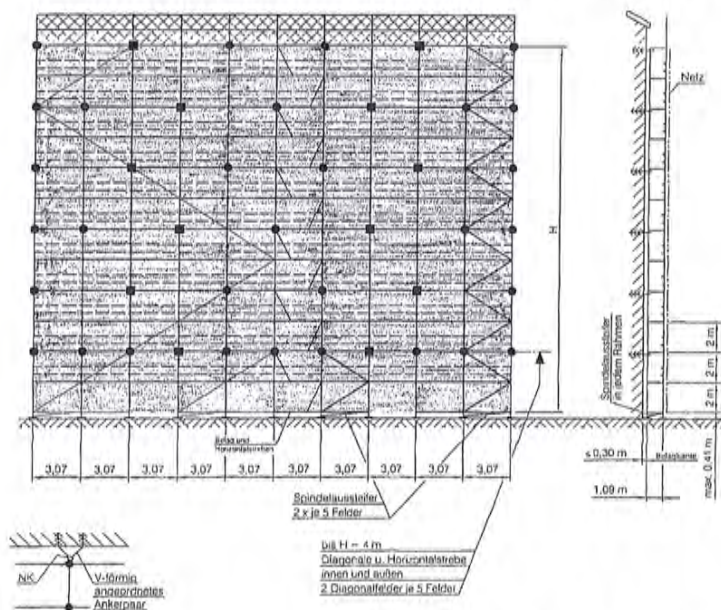 Netz
H
2 m
2 m
2 m
max. 0.41 m
Spindelaussteifer
in jedem Rahmen
Belag und
Horizontalstreben
3,07 3,07 3,07 3,07 3,07 3,07 3,07 3,07 3,07 3,07
≤ 0,30 m
1.09 m
Spindelaussteifer
2 x je 5 Felder
bis H = 4 m
Diagonale u. Horizontalstrebe
innen und außen
2 Diagonalfelder je 5 Felder
NK
V-förmig
angeordnetes
Ankerpaar